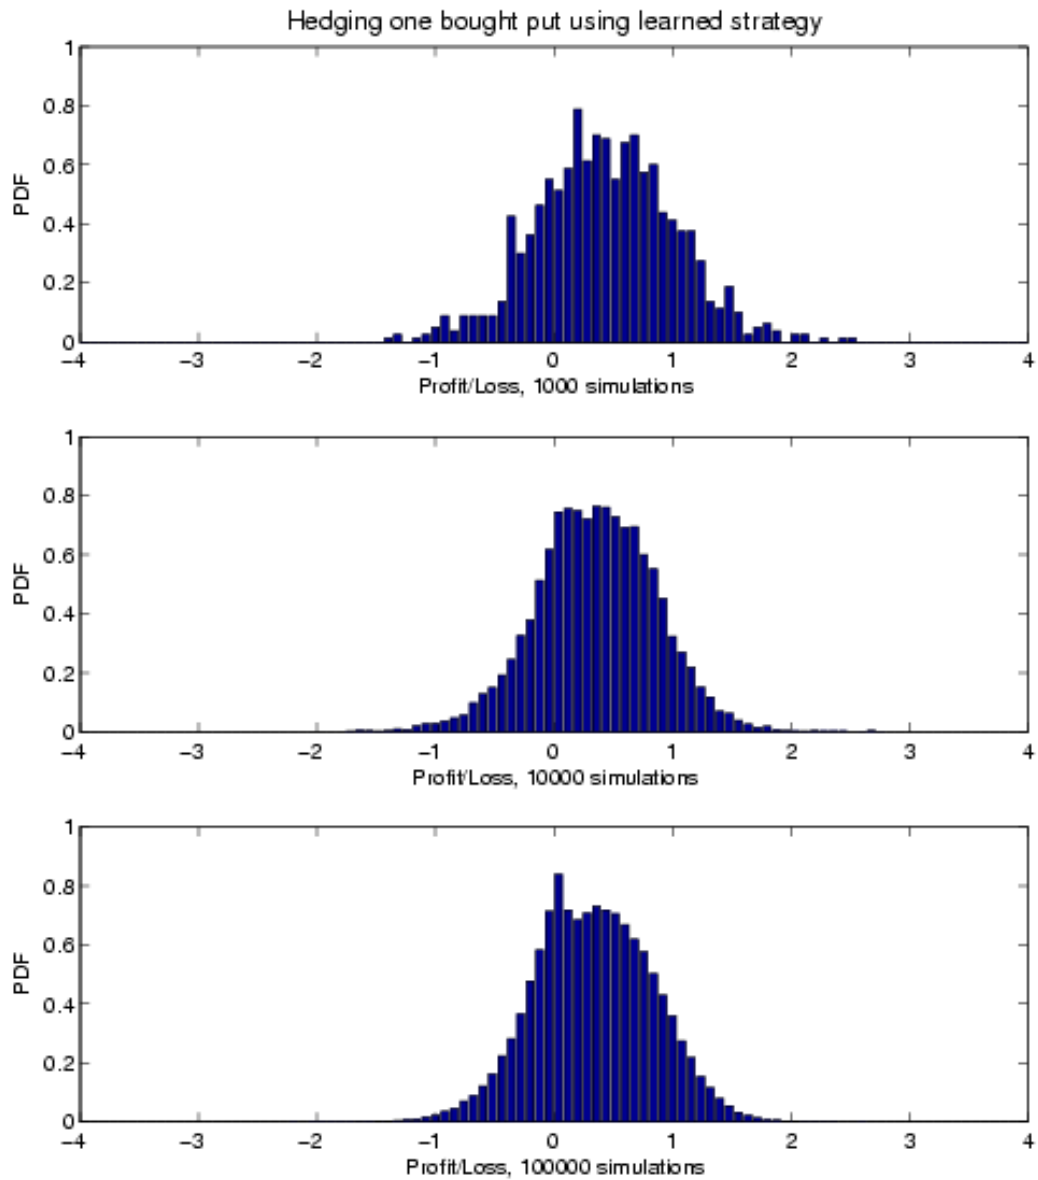 Hedging one bought put using learned strategy
1
0.8
0.6
0.4
0.2
0
PDF
−4 −3 −2 −1 0 1 2 3 4
Profit/Loss, 1000 simulations
1
0.8
0.6
0.4
0.2
0
PDF
−4 −3 −2 −1 0 1 2 3 4
Profit/Loss, 10000 simulations
1
0.8
0.6
0.4
0.2
0
PDF
−4 −3 −2 −1 0 1 2 3 4
Profit/Loss, 100000 simulations